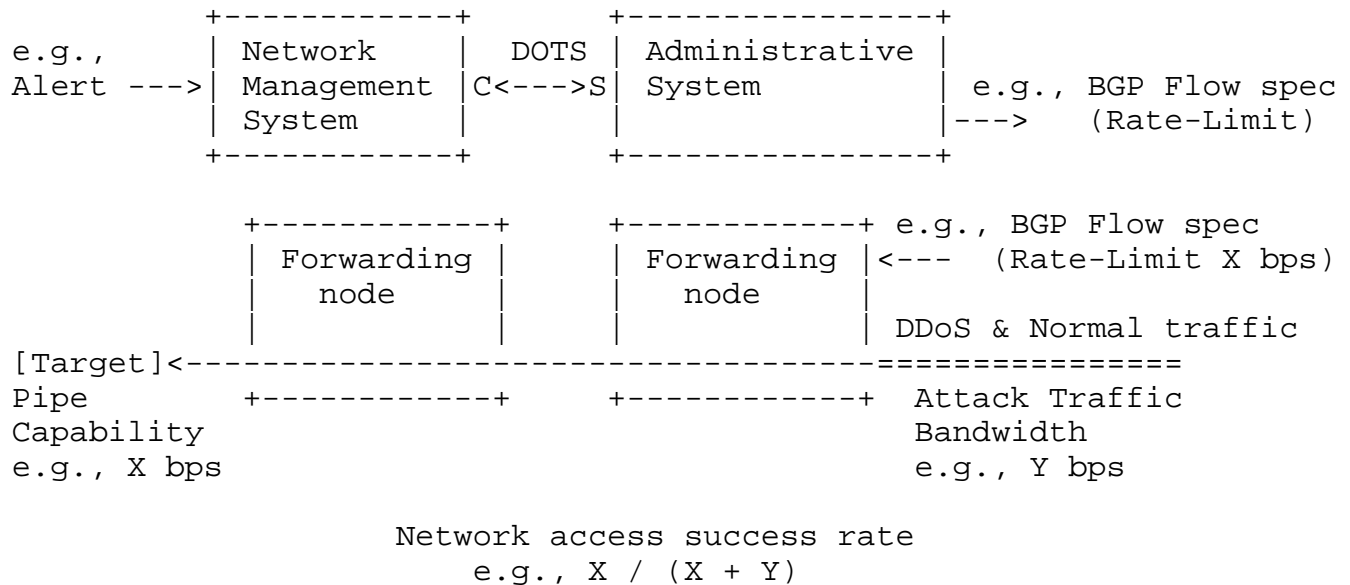 e.g., Network DOTS Administrative
Alert ---> Management C<--->S System e.g., BGP Flow spec
System ---> (Rate-Limit)
e.g., BGP Flow spec
Forwarding Forwarding <--- (Rate-Limit X bps)
node node
DDoS & Normal traffic
[Target]<------------------------------------================
Pipe Attack Traffic
Capability Bandwidth
e.g., X bps e.g., Y bps
Network access success rate
e.g., X / (X + Y)